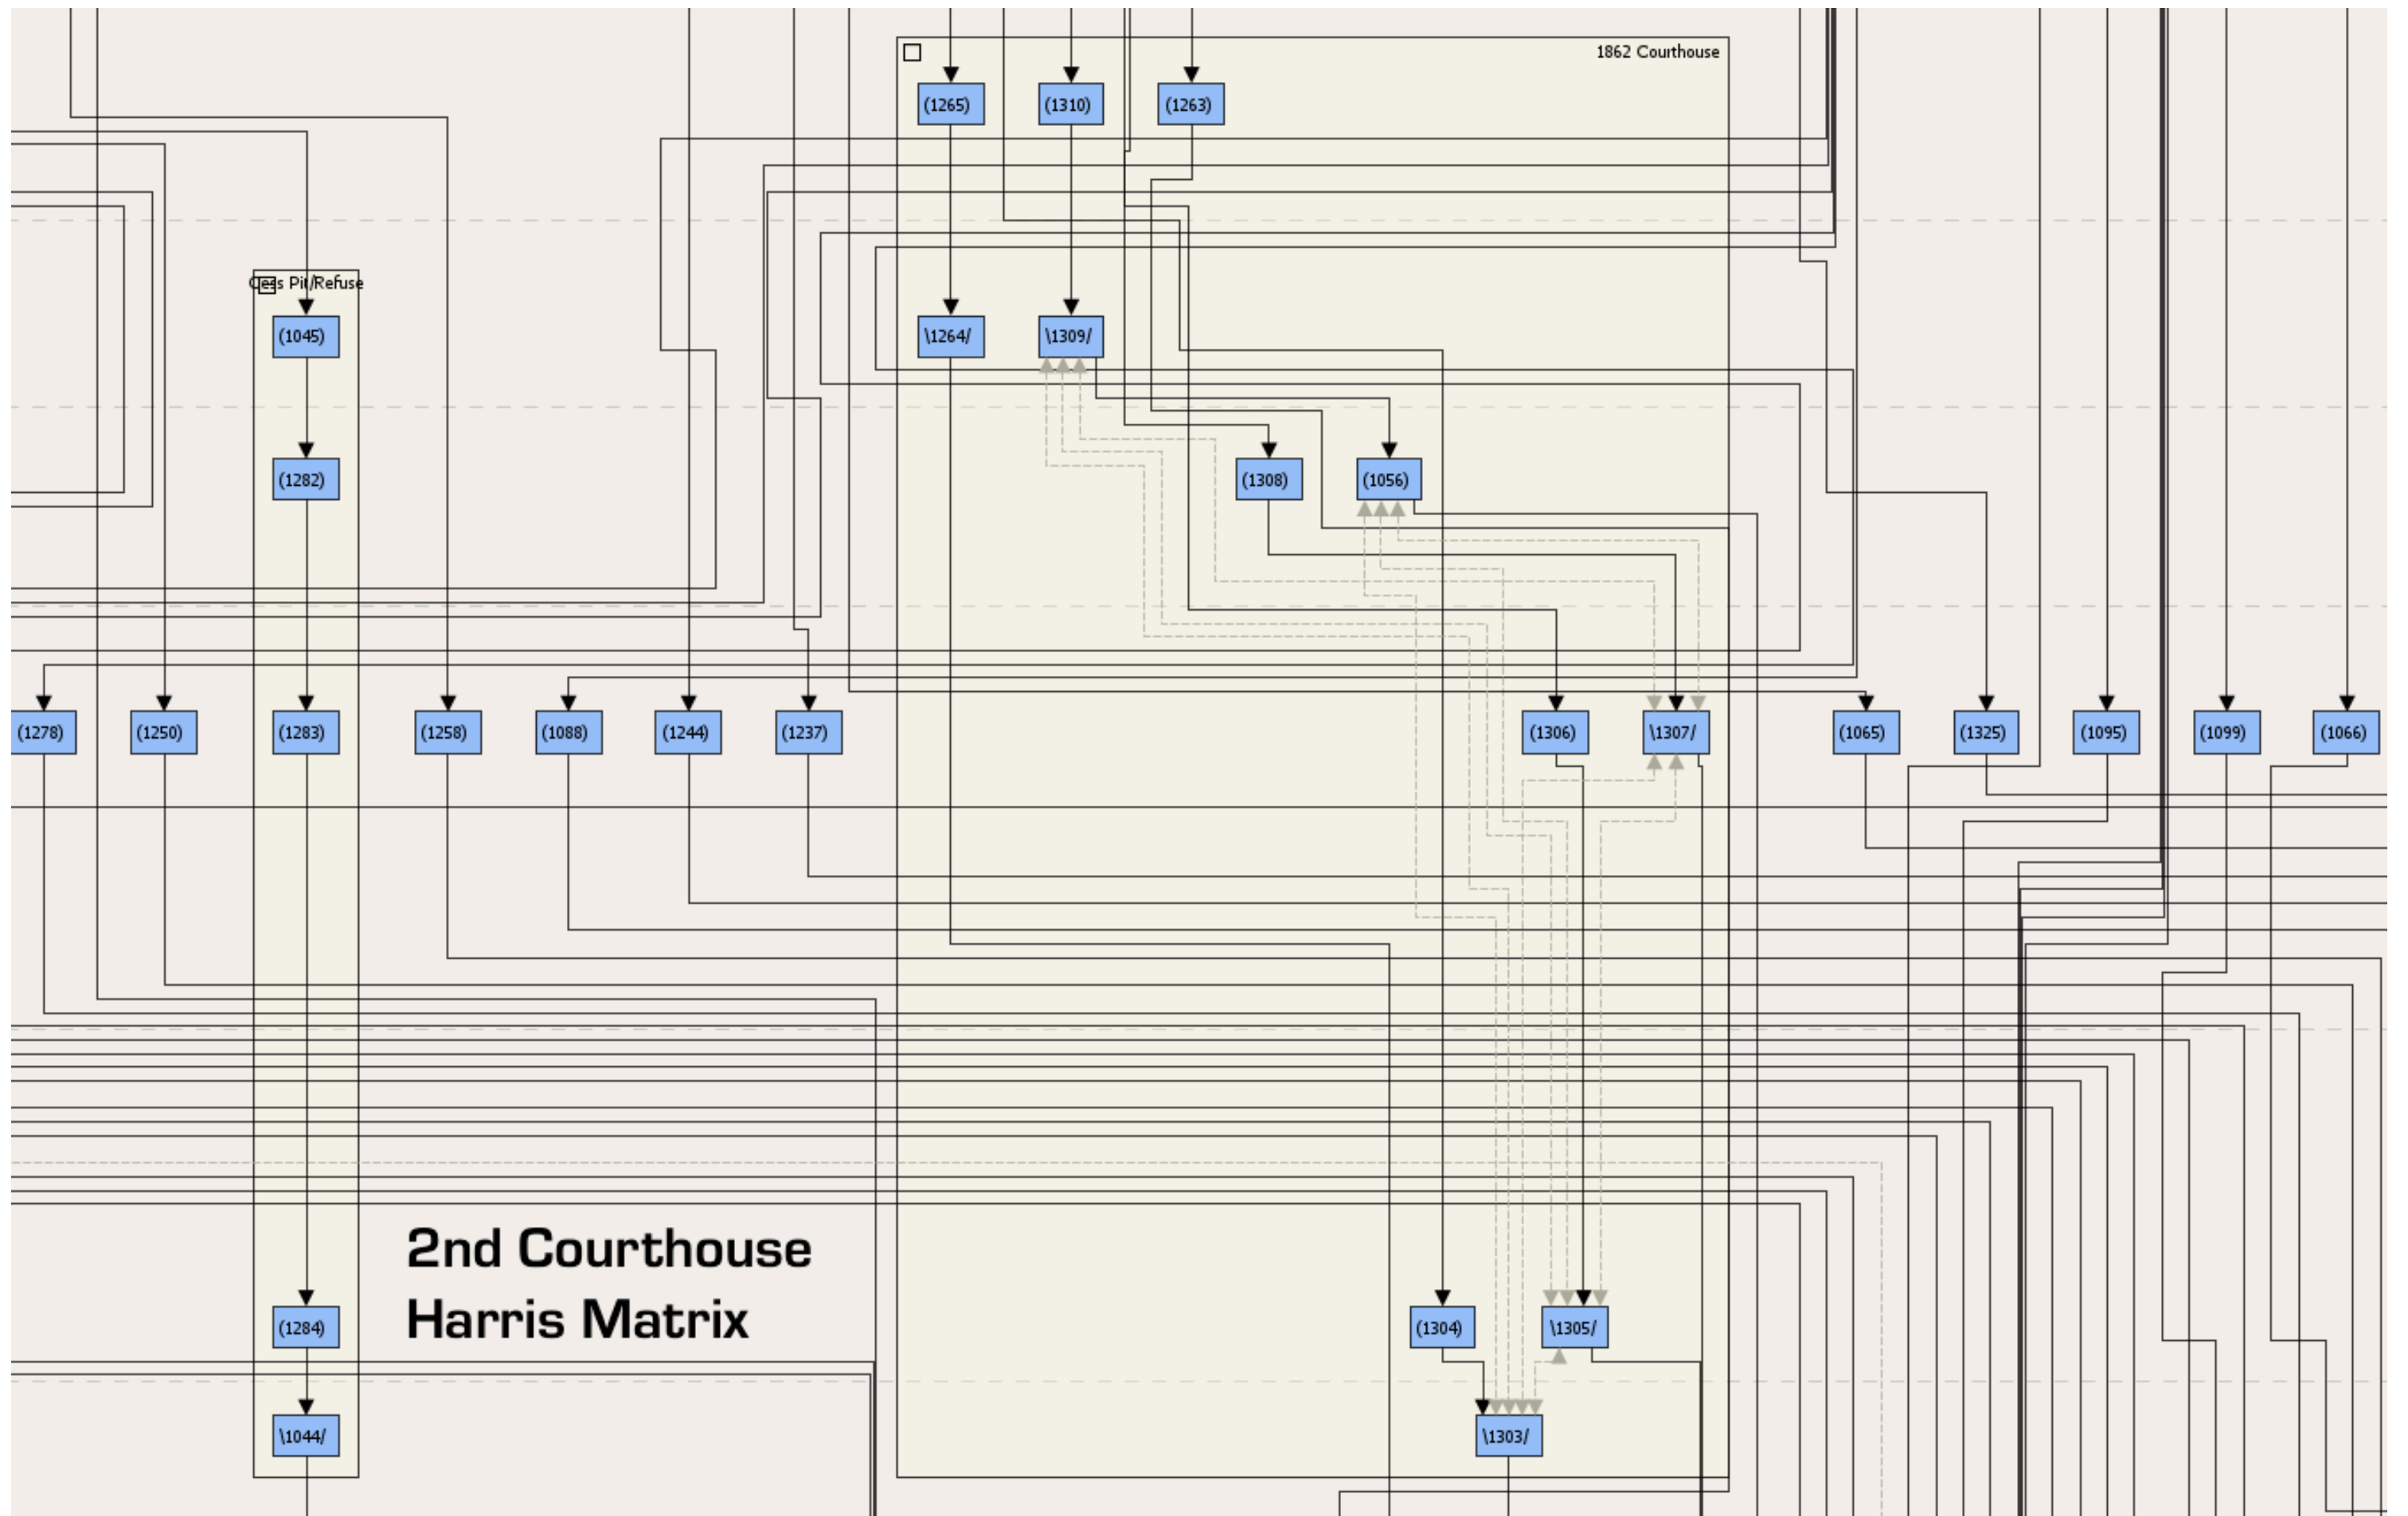 1862 Courthouse
(1265) (1310) (1263)
Cess Pit/Refuse
(1045) \1264/ \1309/
(1282) (1308) (1056)
(1278) (1250) (1283) (1258) (1088) (1244) (1237) (1306) \1307/ (1065) (1325) (1095) (1099) (1066)
2nd Courthouse
Harris Matrix
(1284) (1304) \1305/
\1044/ \1303/